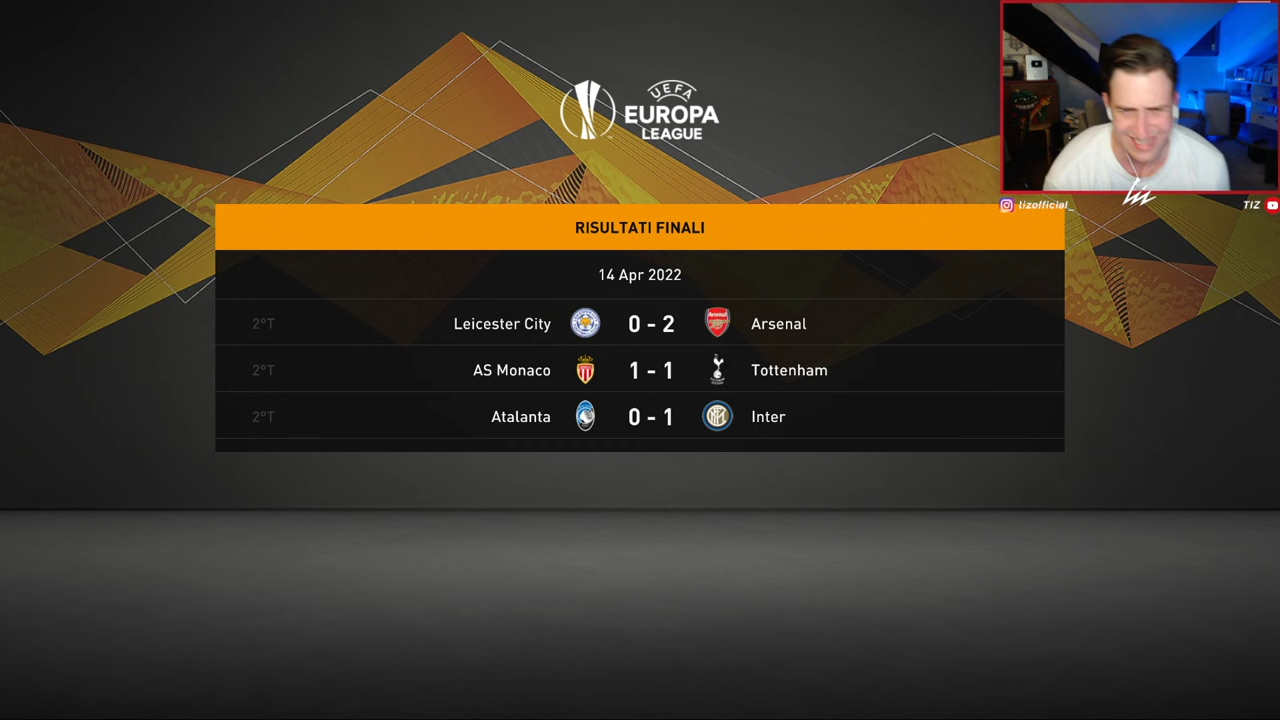 UEFA
EUROPA
LEAGUE
lizofficial_
TIZ
RISULTATI FINALI
14 Apr 2022
2°T Leicester City 0 - 2 Arsenal
2°T AS Monaco 1 - 1 Tottenham
2°T Atalanta 0 - 1 Inter